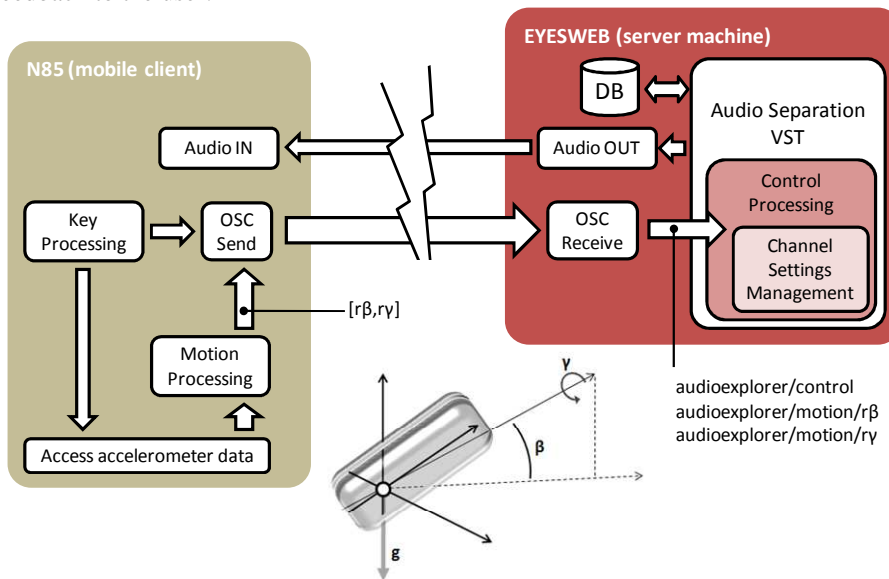 EYESWEB (server machine)
N85 (mobile client)
DB
Audio Separation
VST
Audio IN
Audio OUT
Control
Processing
Key
Processing
OSC
Send
OSC
Receive
Channel
Settings
Management
[rβ,rγ]
Motion
Processing
γ
audioexplorer/control
audioexplorer/motion/rβ
audioexplorer/motion/rγ
β
Access accelerometer data
g